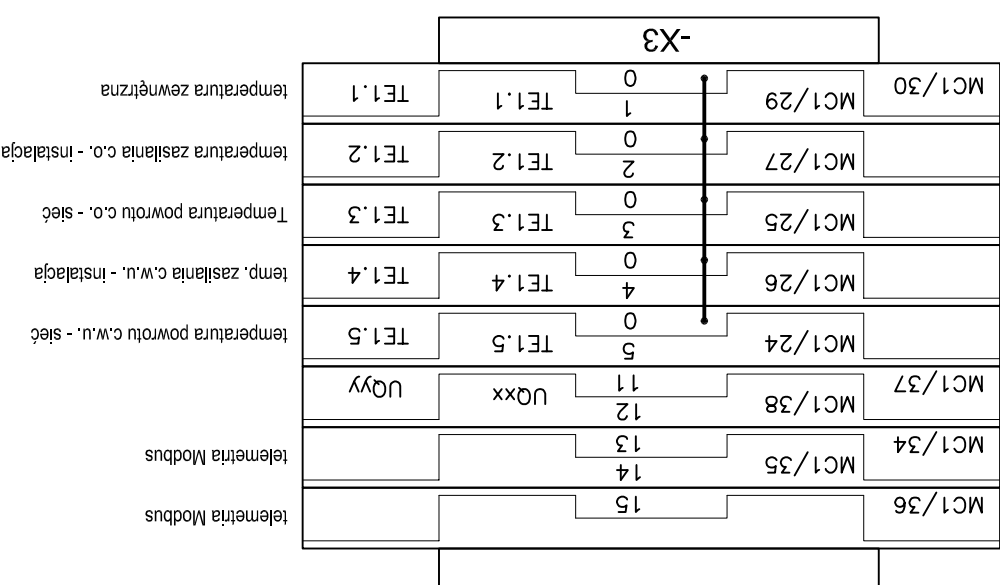 MC1/36 15 telemetria Modbus
MC1/35 14 telemetria Modbus
MC1/34 13
MC1/38 12 UQxx UQyy
MC1/37 11
MC1/24 5 TE1.5 TE1.5 temperatura powrotu c.w.u. - sieć
0
MC1/26 4 TE1.4 TE1.4 temp. zasilania c.w.u. - instalacja
0
MC1/25 3 TE1.3 TE1.3 Temperatura powrotu c.o. - sieć
0
MC1/27 2 TE1.2 TE1.2 temperatura zasilania c.o. - instalacja
0
MC1/29 1 TE1.1 TE1.1 temperatura zewnętrzna
MC1/30 0
-X3